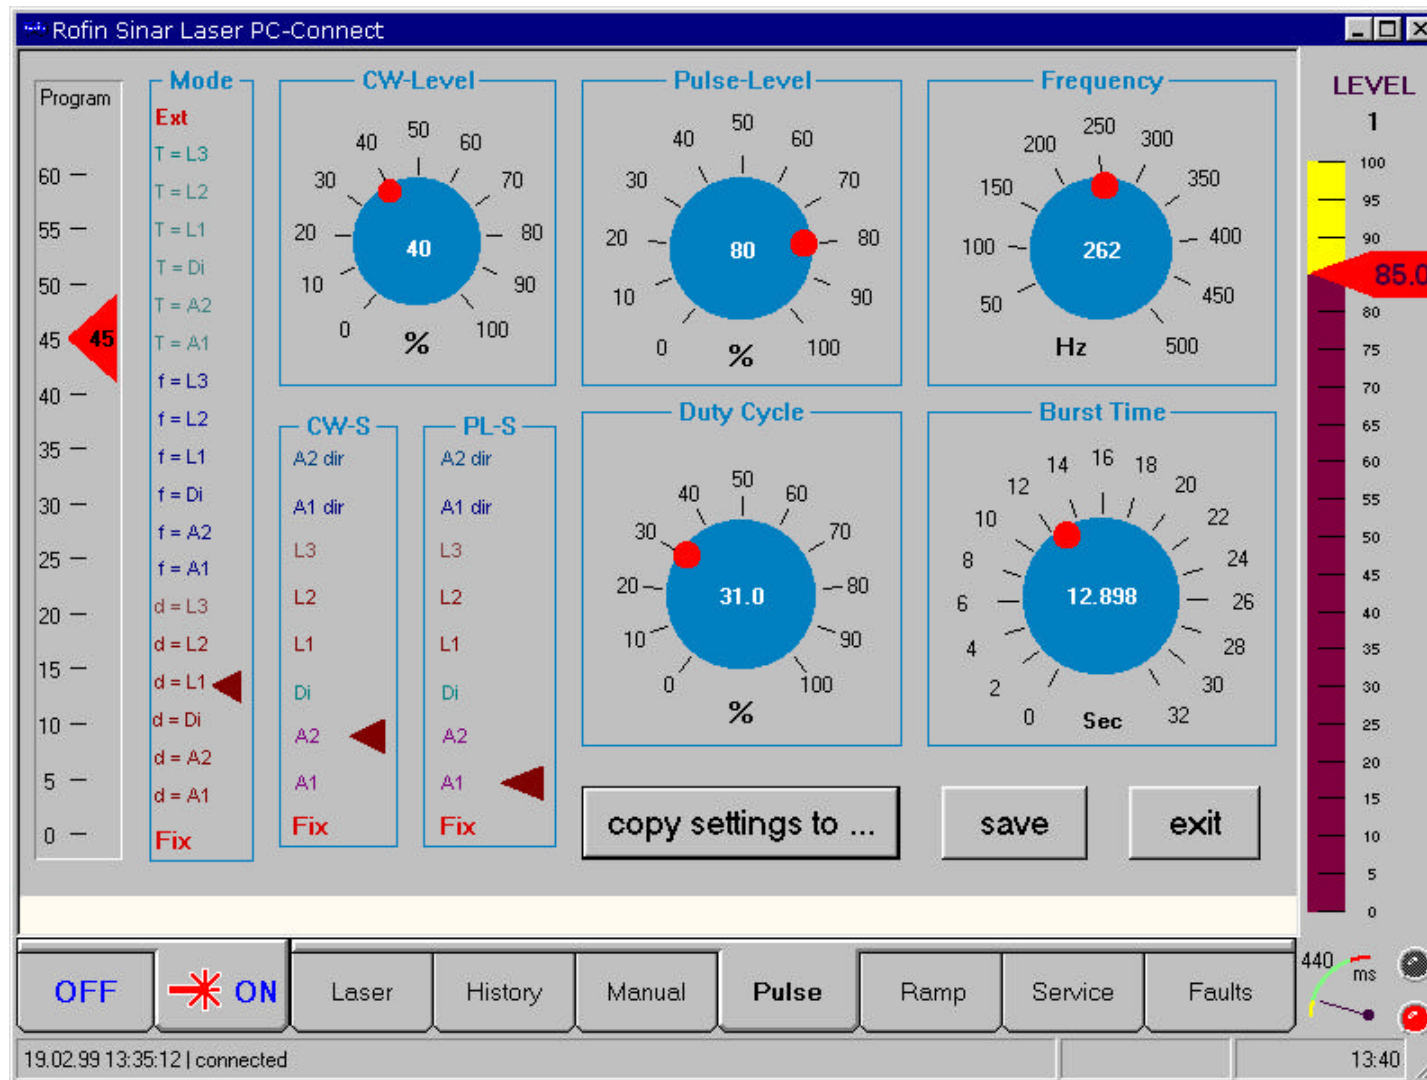 Rofin Sinar Laser PC-Connect
Program
60
55
50
45
45
40
35
30
25
20
15
10
5
0
Mode
Ext
T = L3
T = L2
T = L1
T = Di
T = A2
T = A1
f = L3
f = L2
f = L1
f = Di
f = A2
f = A1
d = L3
d = L2
d = L1
d = Di
d = A2
d = A1
Fix
CW-Level
0 10 20 30 40 50 60 70 80 90 100
40
%
Pulse-Level
0 10 20 30 40 50 60 70 80 90 100
80
%
Frequency
50 100 150 200 250 300 350 400 450 500
262
Hz
CW-S
A2 dir
A1 dir
L3
L2
L1
Di
A2
A1
Fix
PL-S
A2 dir
A1 dir
L3
L2
L1
Di
A2
A1
Fix
Duty Cycle
0 10 20 30 40 50 60 70 80 90 100
31.0
%
Burst Time
0 2 4 6 8 10 12 14 16 18 20 22 24 26 28 30 32
12.898
Sec
copy settings to ...
save
exit
LEVEL
1
100
95
90
85.0
80
75
70
65
60
55
50
45
40
35
30
25
20
15
10
5
0
OFF
ON
Laser
History
Manual
Pulse
Ramp
Service
Faults
440
ms
19.02.99 13:35:12 | connected
13:40